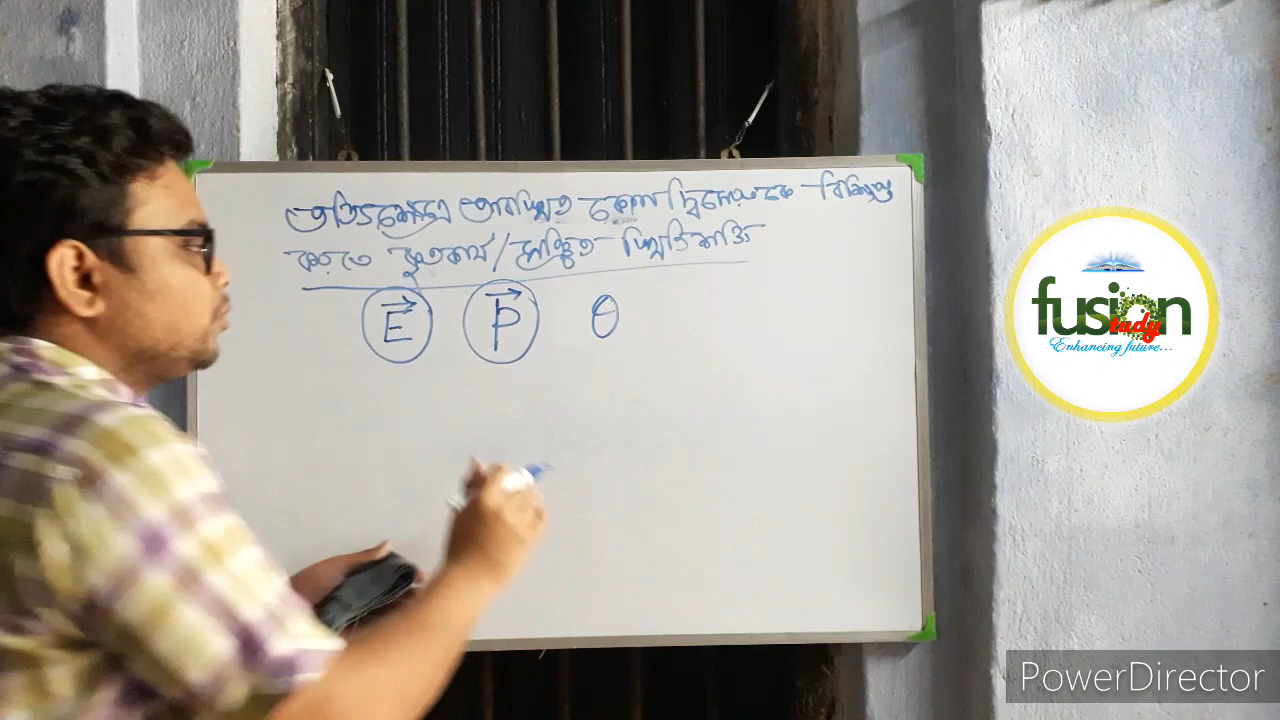 তড়িৎক্ষেত্রে অবস্থিত কোনো দ্বিমেরুকে বিক্ষিপ্ত
করতে কৃতকার্য/সঞ্চিত স্থিতিশক্তি
E⃗ P⃗ θ
fusion
study
Enhancing future...
PowerDirector